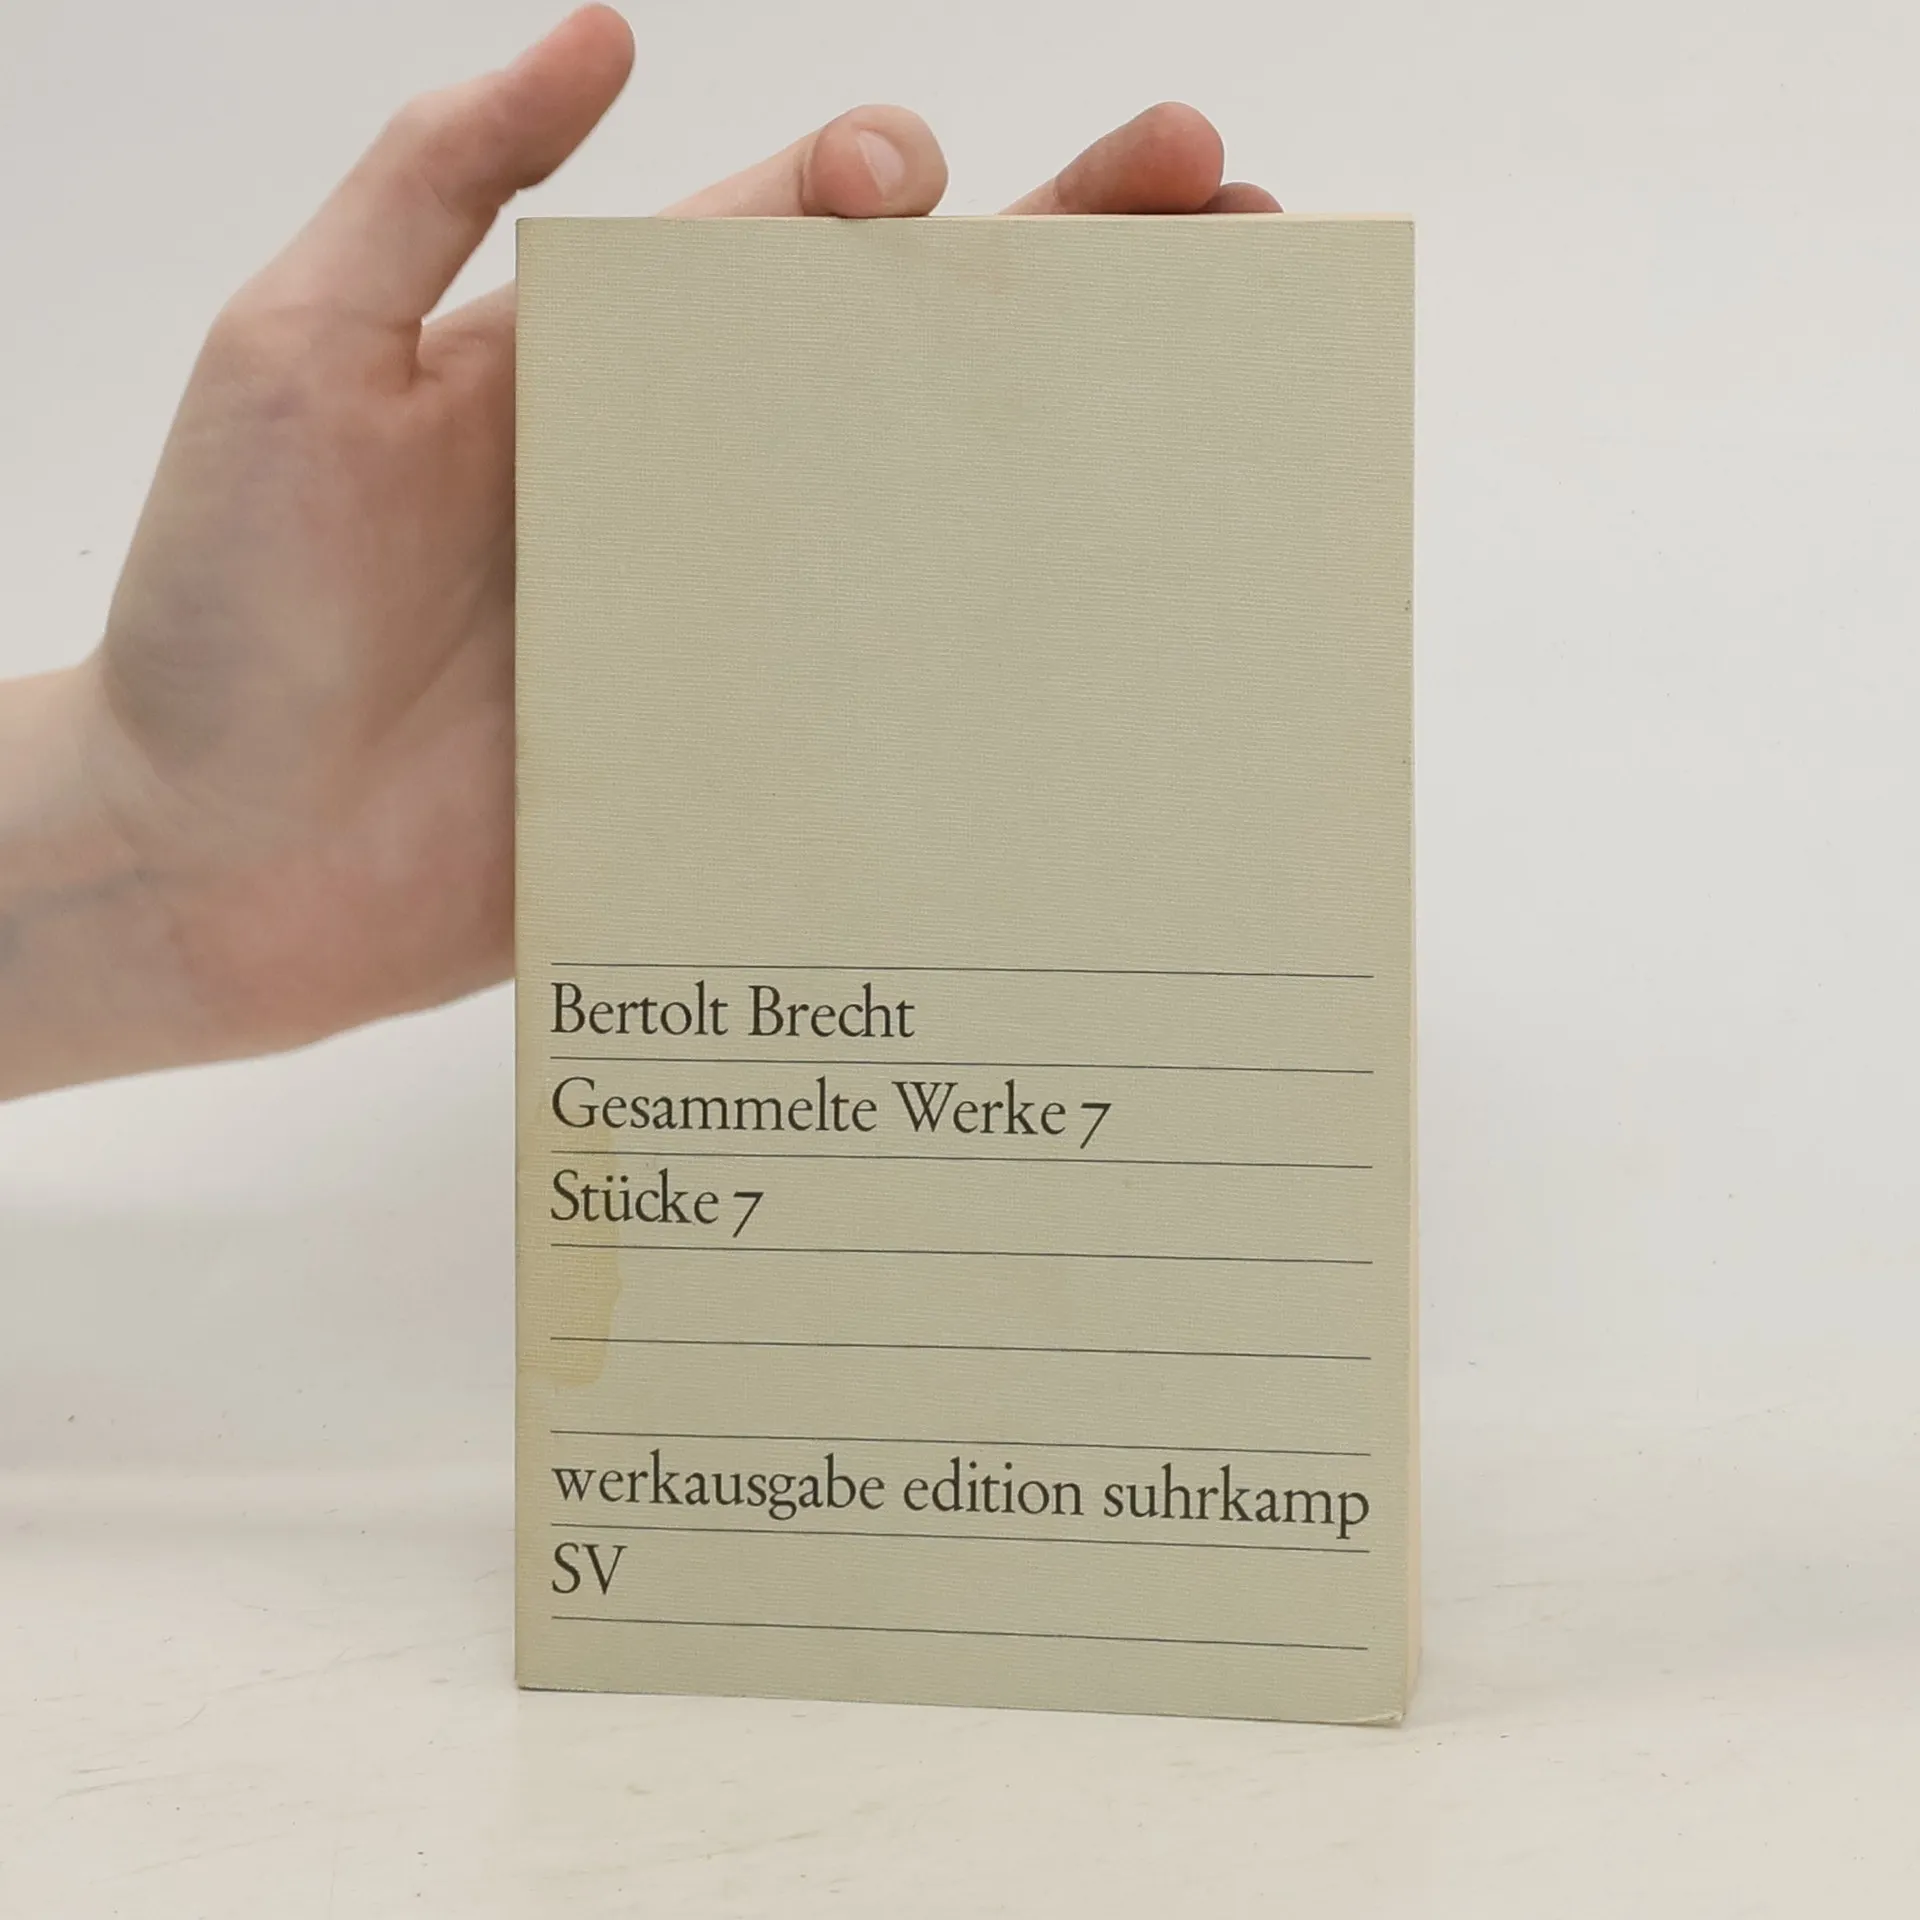 Bertolt Brecht
Gesammelte Werke 7
Stücke 7
werkausgabe edition suhrkamp
SV